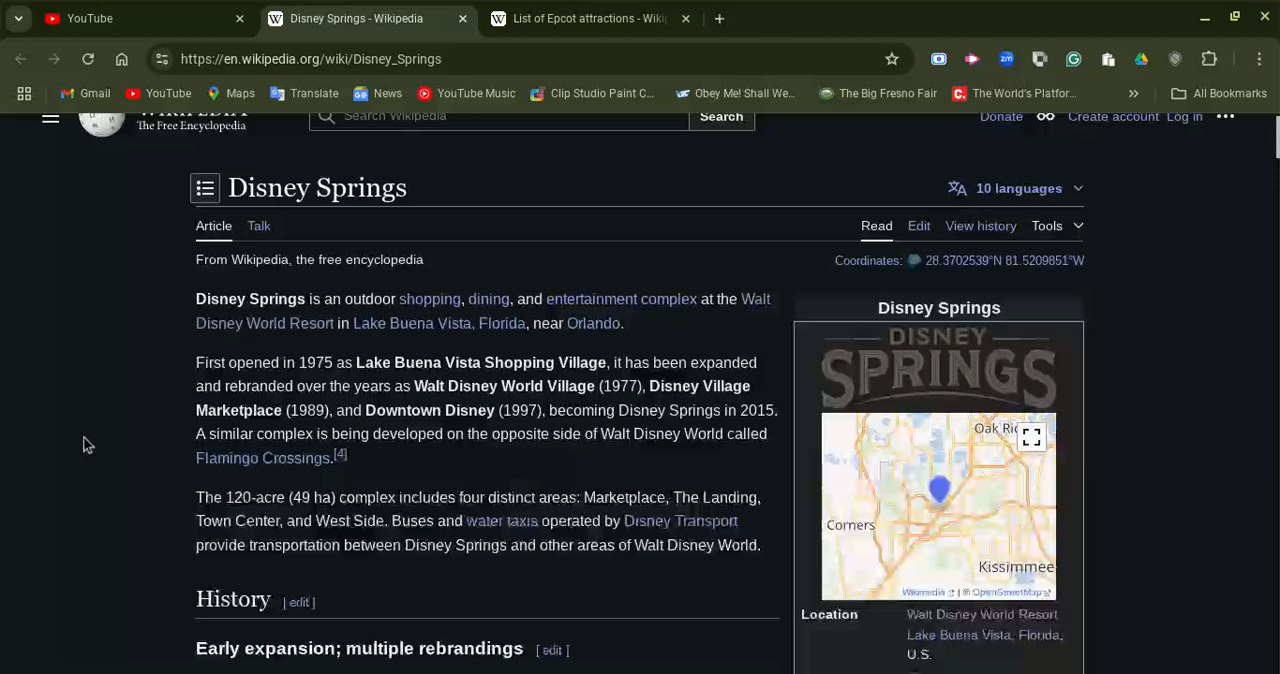 YouTube
Disney Springs - Wikipedia
List of Epcot attractions - Wiki
https://en.wikipedia.org/wiki/Disney_Springs
Gmail
YouTube
Maps
Translate
News
YouTube Music
Clip Studio Paint C...
Obey Me! Shall We...
The Big Fresno Fair
The World's Platfor...
All Bookmarks
The Free Encyclopedia
Search Wikipedia
Search
Donate
Create account
Log in
Disney Springs
10 languages
Article
Talk
Read
Edit
View history
Tools
From Wikipedia, the free encyclopedia
Coordinates: 28.3702539°N 81.5209851°W
Disney Springs is an outdoor shopping, dining, and entertainment complex at the Walt
Disney World Resort in Lake Buena Vista, Florida, near Orlando.
First opened in 1975 as Lake Buena Vista Shopping Village, it has been expanded
and rebranded over the years as Walt Disney World Village (1977), Disney Village
Marketplace (1989), and Downtown Disney (1997), becoming Disney Springs in 2015.
A similar complex is being developed on the opposite side of Walt Disney World called
Flamingo Crossings.[4]
The 120-acre (49 ha) complex includes four distinct areas: Marketplace, The Landing,
Town Center, and West Side. Buses and water taxis operated by Disney Transport
provide transportation between Disney Springs and other areas of Walt Disney World.
History [ edit ]
Early expansion; multiple rebrandings [ edit ]
Disney Springs
DISNEY
SPRINGS
Oak Ric
Corners
Kissimmee
Wikimedia | © OpenStreetMap
Location
Walt Disney World Resort
Lake Buena Vista, Florida,
U.S.